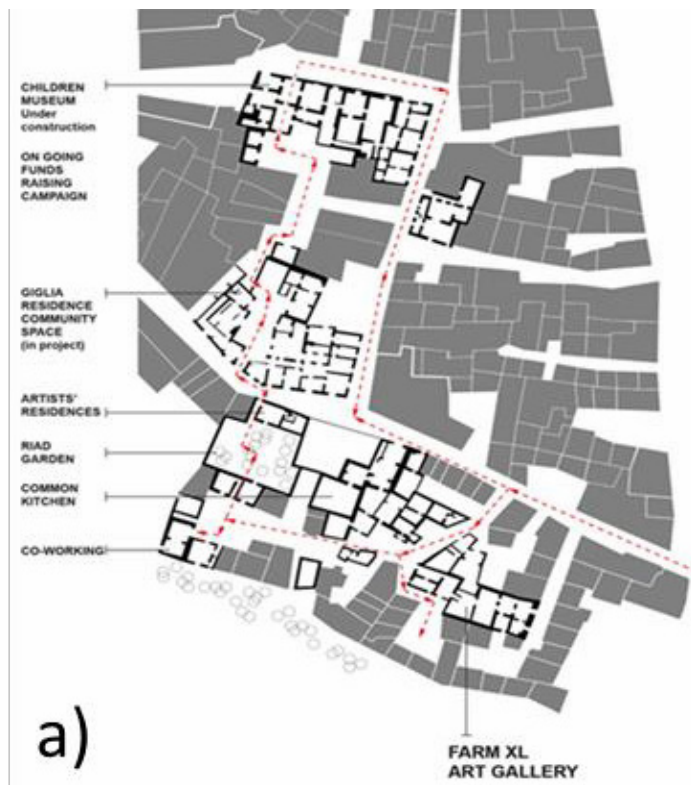 CHILDREN
MUSEUM
Under
construction
ON GOING
FUNDS
RAISING
CAMPAIGN
GIGLIA
RESIDENCE
COMMUNITY
SPACE
(in project)
ARTISTS'
RESIDENCES
RIAD
GARDEN
COMMON
KITCHEN
CO-WORKING
a)
FARM XL
ART GALLERY